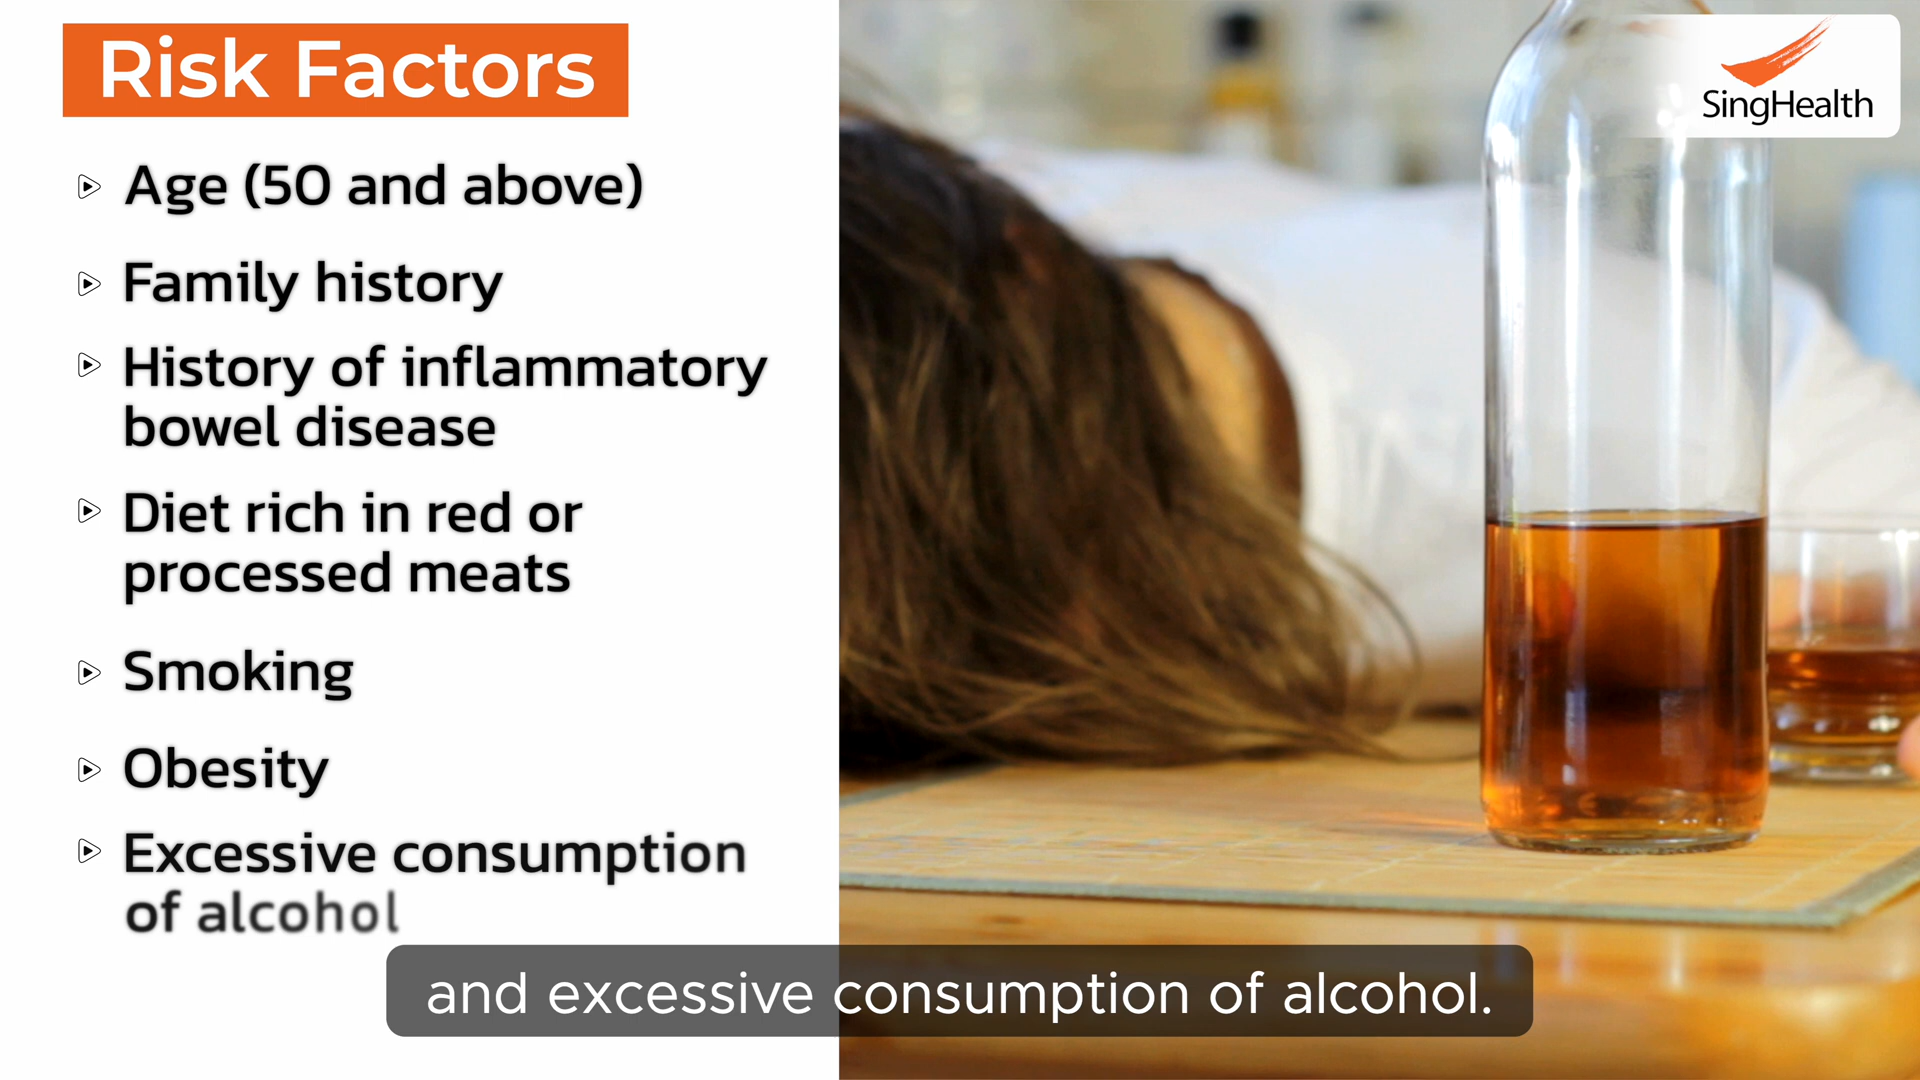 Risk Factors
Age (50 and above)
Family history
History of inflammatory
bowel disease
Diet rich in red or
processed meats
Smoking
Obesity
Excessive consumption
of alcohol
SingHealth
and excessive consumption of alcohol.